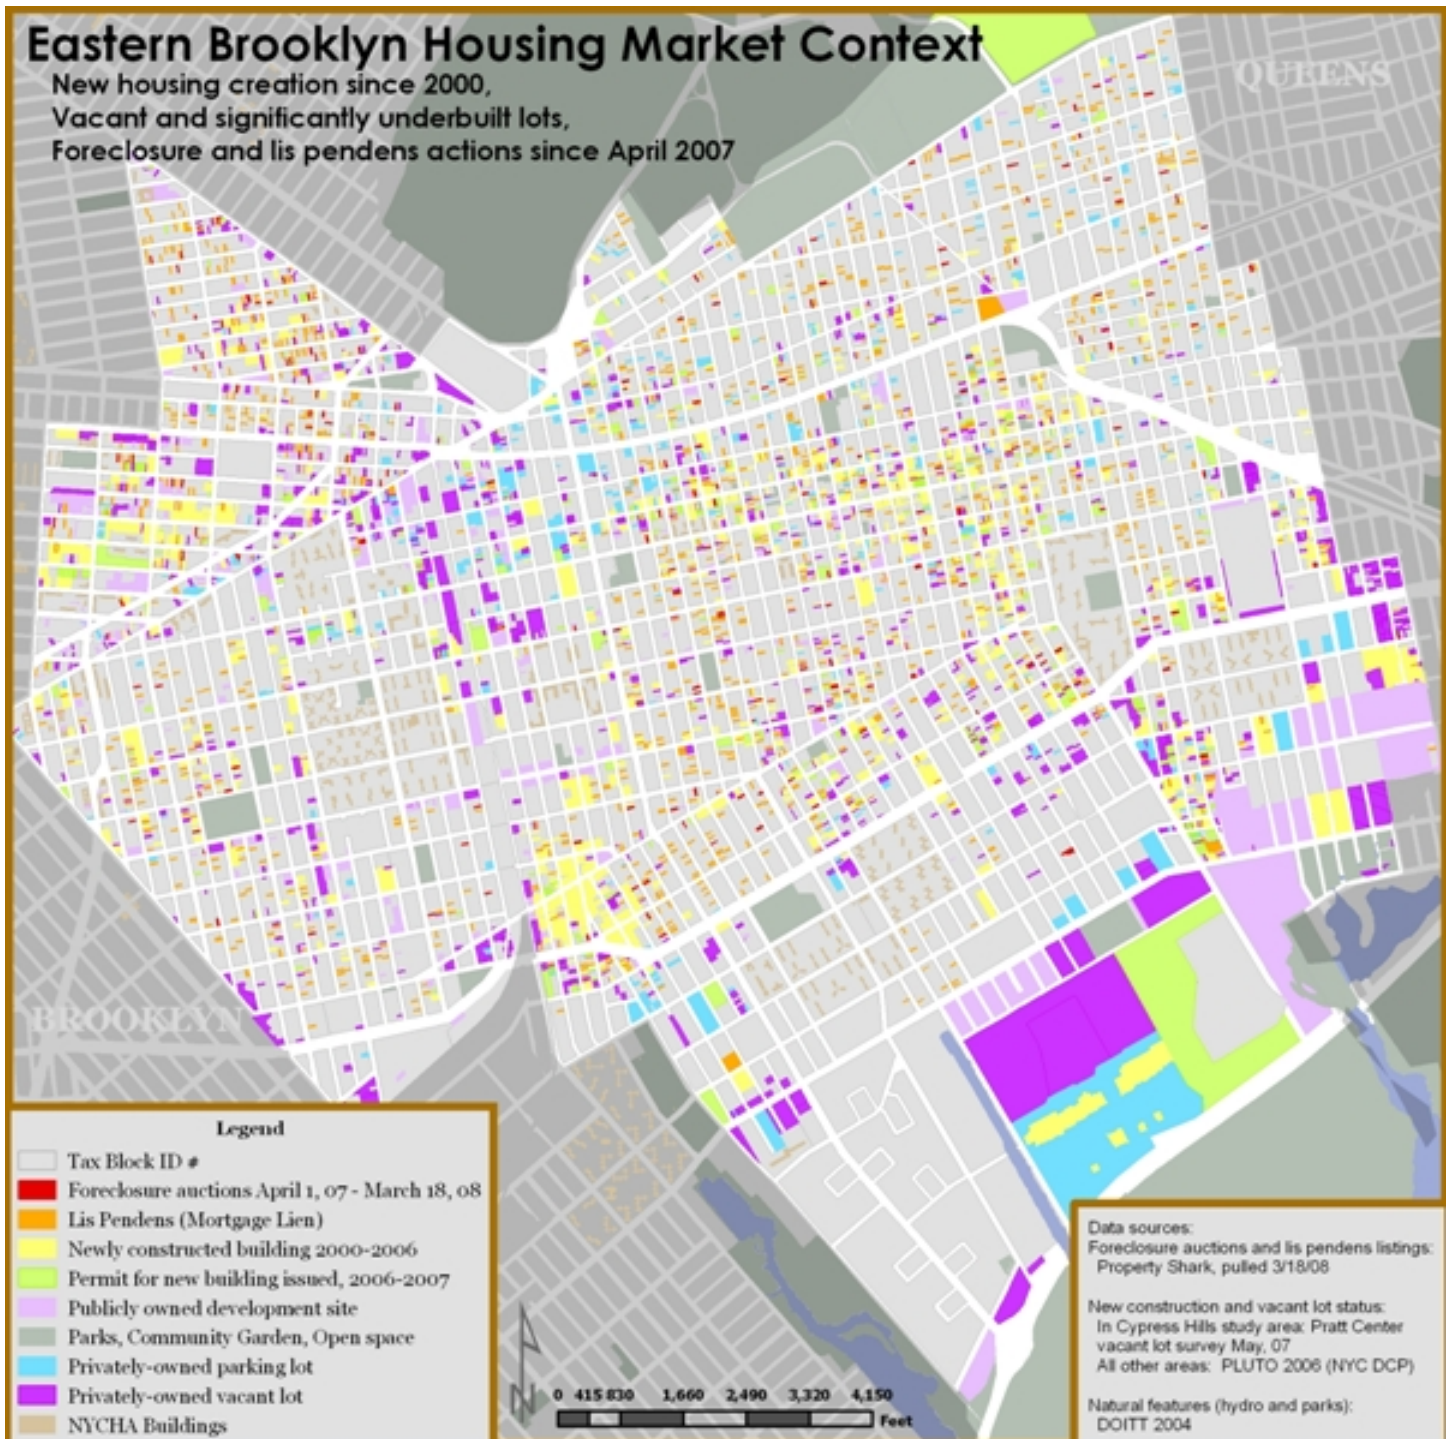 Eastern Brooklyn Housing Market Context
New housing creation since 2000,
Vacant and significantly underbuilt lots,
Foreclosure and lis pendens actions since April 2007
QUEENS
BROOKLYN
Legend
Tax Block ID #
Foreclosure auctions April 1, 07 - March 18, 08
Lis Pendens (Mortgage Lien)
Newly constructed building 2000-2006
Permit for new building issued, 2006-2007
Publicly owned development site
Parks, Community Garden, Open space
Privately-owned parking lot
Privately-owned vacant lot
NYCHA Buildings
N
0 415 830 1,660 2,490 3,320 4,150
Feet
Data sources:
Foreclosure auctions and lis pendens listings:
Property Shark, pulled 3/18/08
New construction and vacant lot status:
In Cypress Hills study area: Pratt Center
vacant lot survey May, 07
All other areas: PLUTO 2006 (NYC DCP)
Natural features (hydro and parks):
DOITT 2004